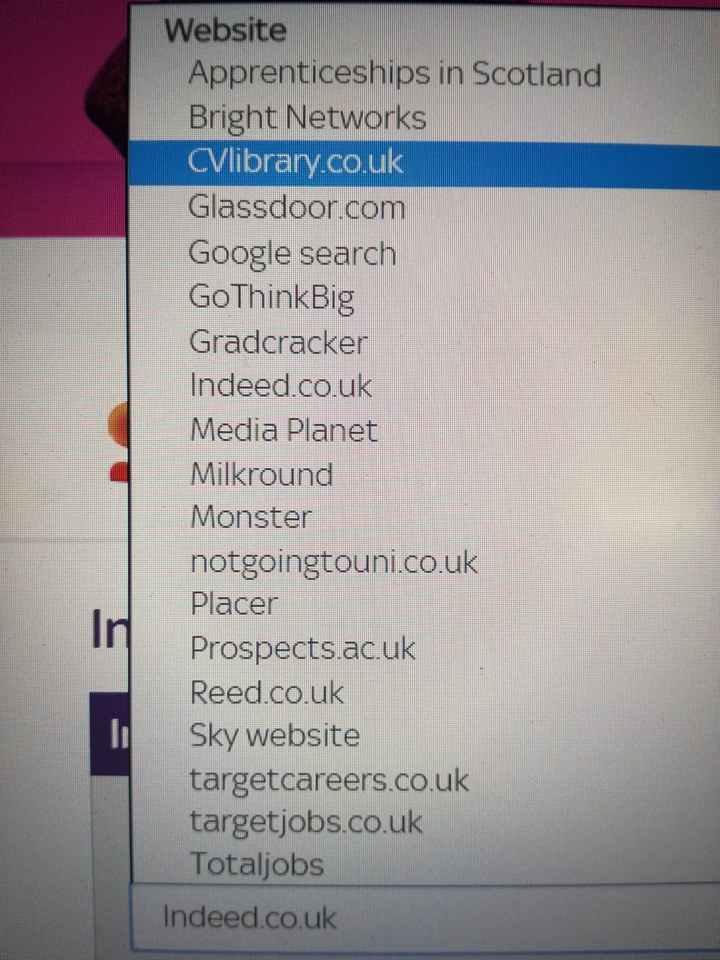 Website
Apprenticeships in Scotland
Bright Networks
CVlibrary.co.uk
Glassdoor.com
Google search
GoThinkBig
Gradcracker
Indeed.co.uk
Media Planet
Milkround
Monster
notgoingtouni.co.uk
Placer
In
Prospects.ac.uk
Reed.co.uk
Sky website
targetcareers.co.uk
targetjobs.co.uk
Totaljobs
Indeed.co.uk